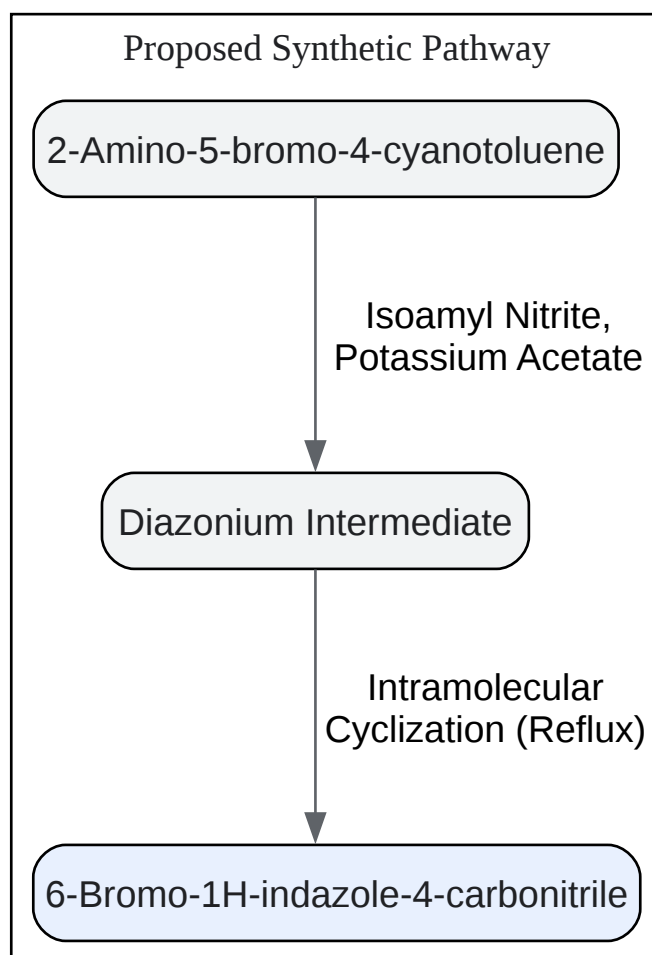 Proposed Synthetic Pathway
2-Amino-5-bromo-4-cyanotoluene
Isoamyl Nitrite,
Potassium Acetate
Diazonium Intermediate
Intramolecular
Cyclization (Reflux)
6-Bromo-1H-indazole-4-carbonitrile